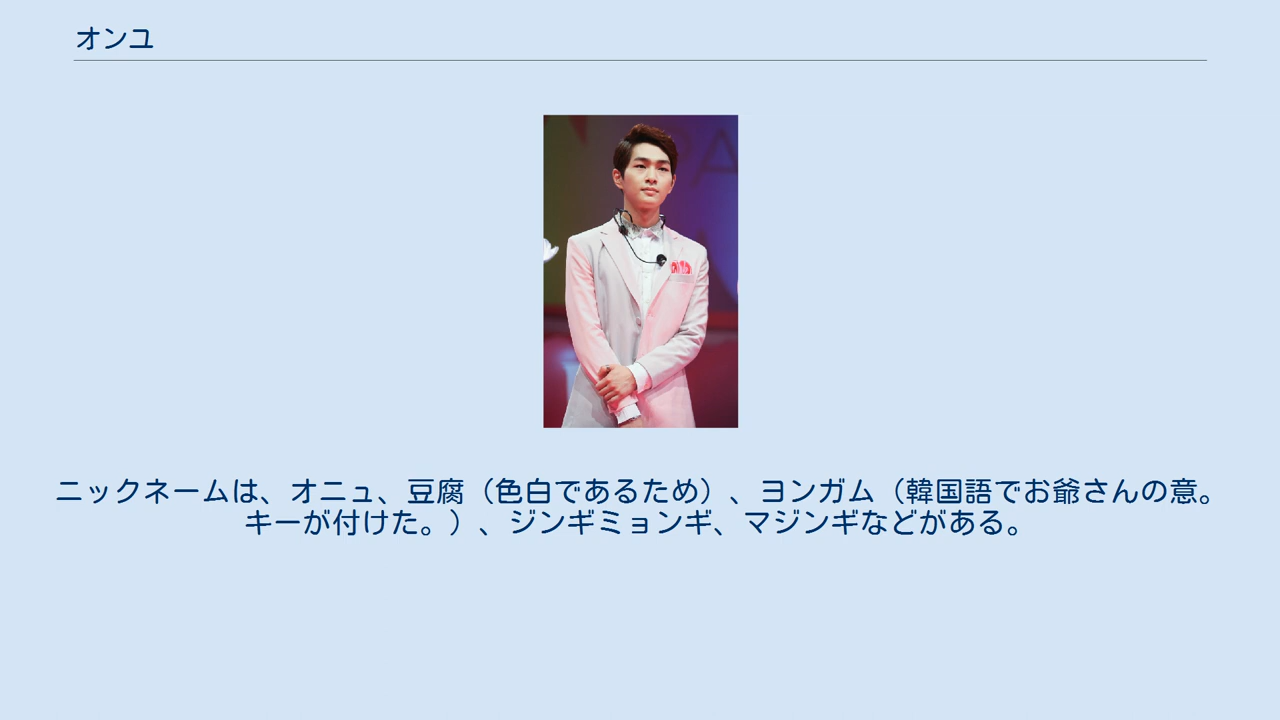 オンユ
ニックネームは、オニュ、豆腐（色白であるため）、ヨンガム（韓国語でお爺さんの意。
キーが付けた。）、ジンギミョンギ、マジンギなどがある。